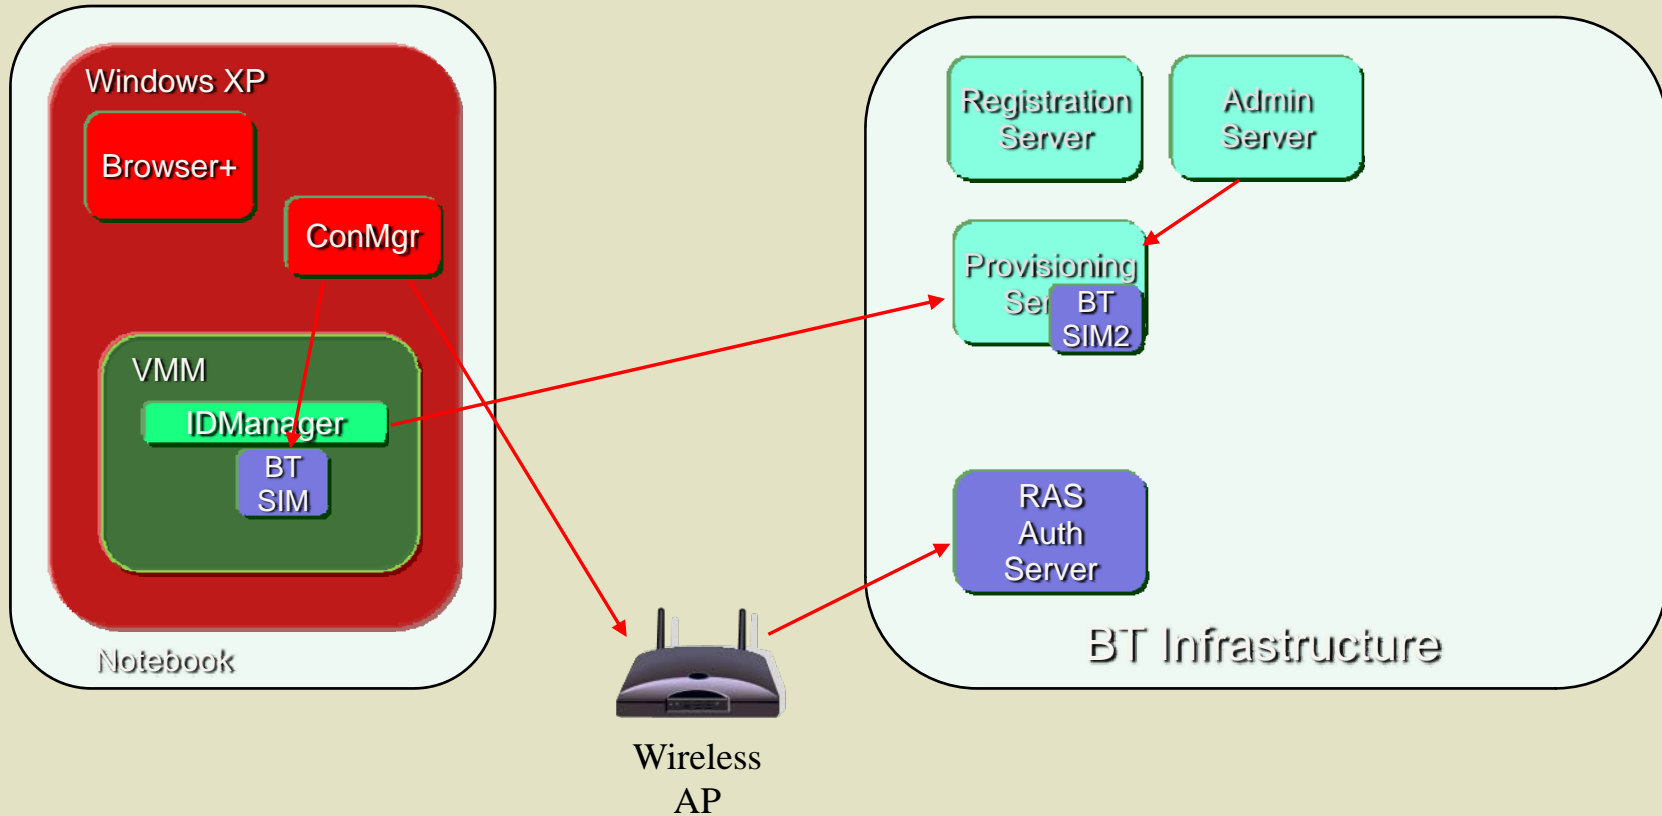 Windows XP
Browser+
ConMgr
VMM
IDManager
BT
SIM
Notebook
Wireless
AP
Registration
Server
Admin
Server
Provisioning
Ser
BT
SIM2
RAS
Auth
Server
BT Infrastructure